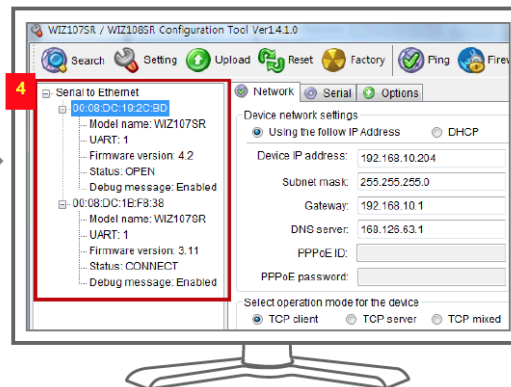 WIZ107SR / WIZ108SR Configuration Tool Ver1.4.1.0
Search Setting Upload Reset Factory Ping Firew
4
Serial to Ethernet
00:08:DC:19:2C:BD
Model name: WIZ107SR
UART: 1
Firmware version: 4.2
Status: OPEN
Debug message: Enabled
00:08:DC:1B:F8:38
Model name: WIZ107SR
UART: 1
Firmware version: 3.11
Status: CONNECT
Debug message: Enabled
Network Serial Options
Device network settings
Using the follow IP Address DHCP
Device IP address: 192.168.10.204
Subnet mask: 255.255.255.0
Gateway: 192.168.10.1
DNS server: 168.126.63.1
PPPoE ID:
PPPoE password:
Select operation mode for the device
TCP client TCP server TCP mixed